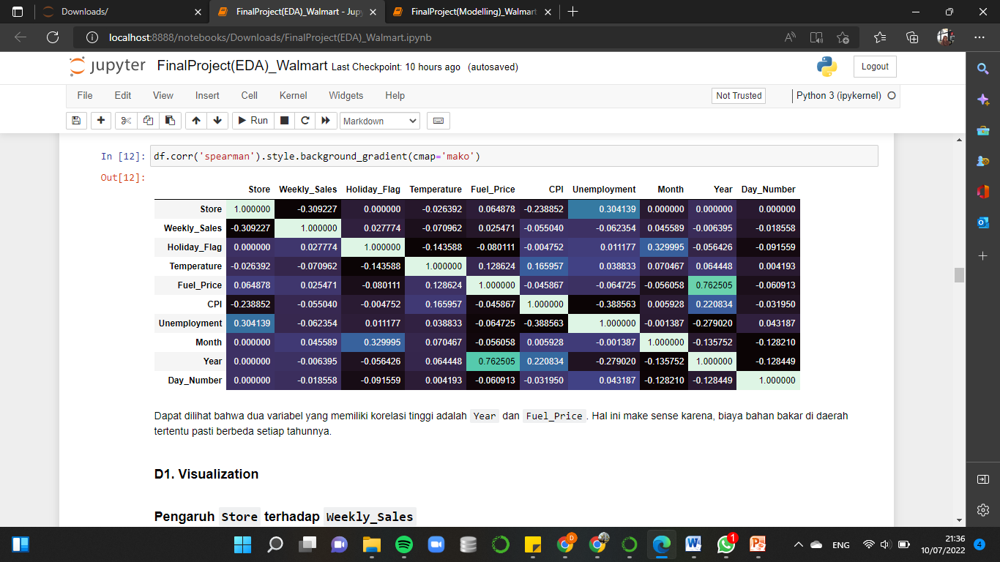 Downloads/
FinalProject(EDA)_Walmart - Jup
FinalProject(Modelling)_Walmart
localhost:8888/notebooks/Downloads/FinalProject(EDA)_Walmart.ipynb
jupyter FinalProject(EDA)_Walmart Last Checkpoint: 10 hours ago (autosaved)
Logout
File Edit View Insert Cell Kernel Widgets Help
Not Trusted
Python 3 (ipykernel)
Run
Markdown
In [12]: df.corr('spearman').style.background_gradient(cmap='mako')
Out[12]:
Store Weekly_Sales Holiday_Flag Temperature Fuel_Price CPI Unemployment Month Year Day_Number
Store 1.000000 -0.309227 0.000000 -0.026392 0.064878 -0.238852 0.304139 0.000000 0.000000 0.000000
Weekly_Sales -0.309227 1.000000 0.027774 -0.070962 0.025471 -0.055040 -0.062354 0.045589 -0.006395 -0.018558
Holiday_Flag 0.000000 0.027774 1.000000 -0.143588 -0.080111 -0.004752 0.011177 0.329995 -0.056426 -0.091559
Temperature -0.026392 -0.070962 -0.143588 1.000000 0.128624 0.165957 0.038833 0.070467 0.064448 0.004193
Fuel_Price 0.064878 0.025471 -0.080111 0.128624 1.000000 -0.045867 -0.064725 -0.056058 0.762505 -0.060913
CPI -0.238852 -0.055040 -0.004752 0.165957 -0.045867 1.000000 -0.388563 0.005928 0.220834 -0.031950
Unemployment 0.304139 -0.062354 0.011177 0.038833 -0.064725 -0.388563 1.000000 -0.001387 -0.279020 0.043187
Month 0.000000 0.045589 0.329995 0.070467 -0.056058 0.005928 -0.001387 1.000000 -0.135752 -0.128210
Year 0.000000 -0.006395 -0.056426 0.064448 0.762505 0.220834 -0.279020 -0.135752 1.000000 -0.128449
Day_Number 0.000000 -0.018558 -0.091559 0.004193 -0.060913 -0.031950 0.043187 -0.128210 -0.128449 1.000000
Dapat dilihat bahwa dua variabel yang memiliki korelasi tinggi adalah Year dan Fuel_Price . Hal ini make sense karena, biaya bahan bakar di daerah
tertentu pasti berbeda setiap tahunnya.
D1. Visualization
Pengaruh Store terhadap Weekly_Sales
ENG
21:36
10/07/2022
4